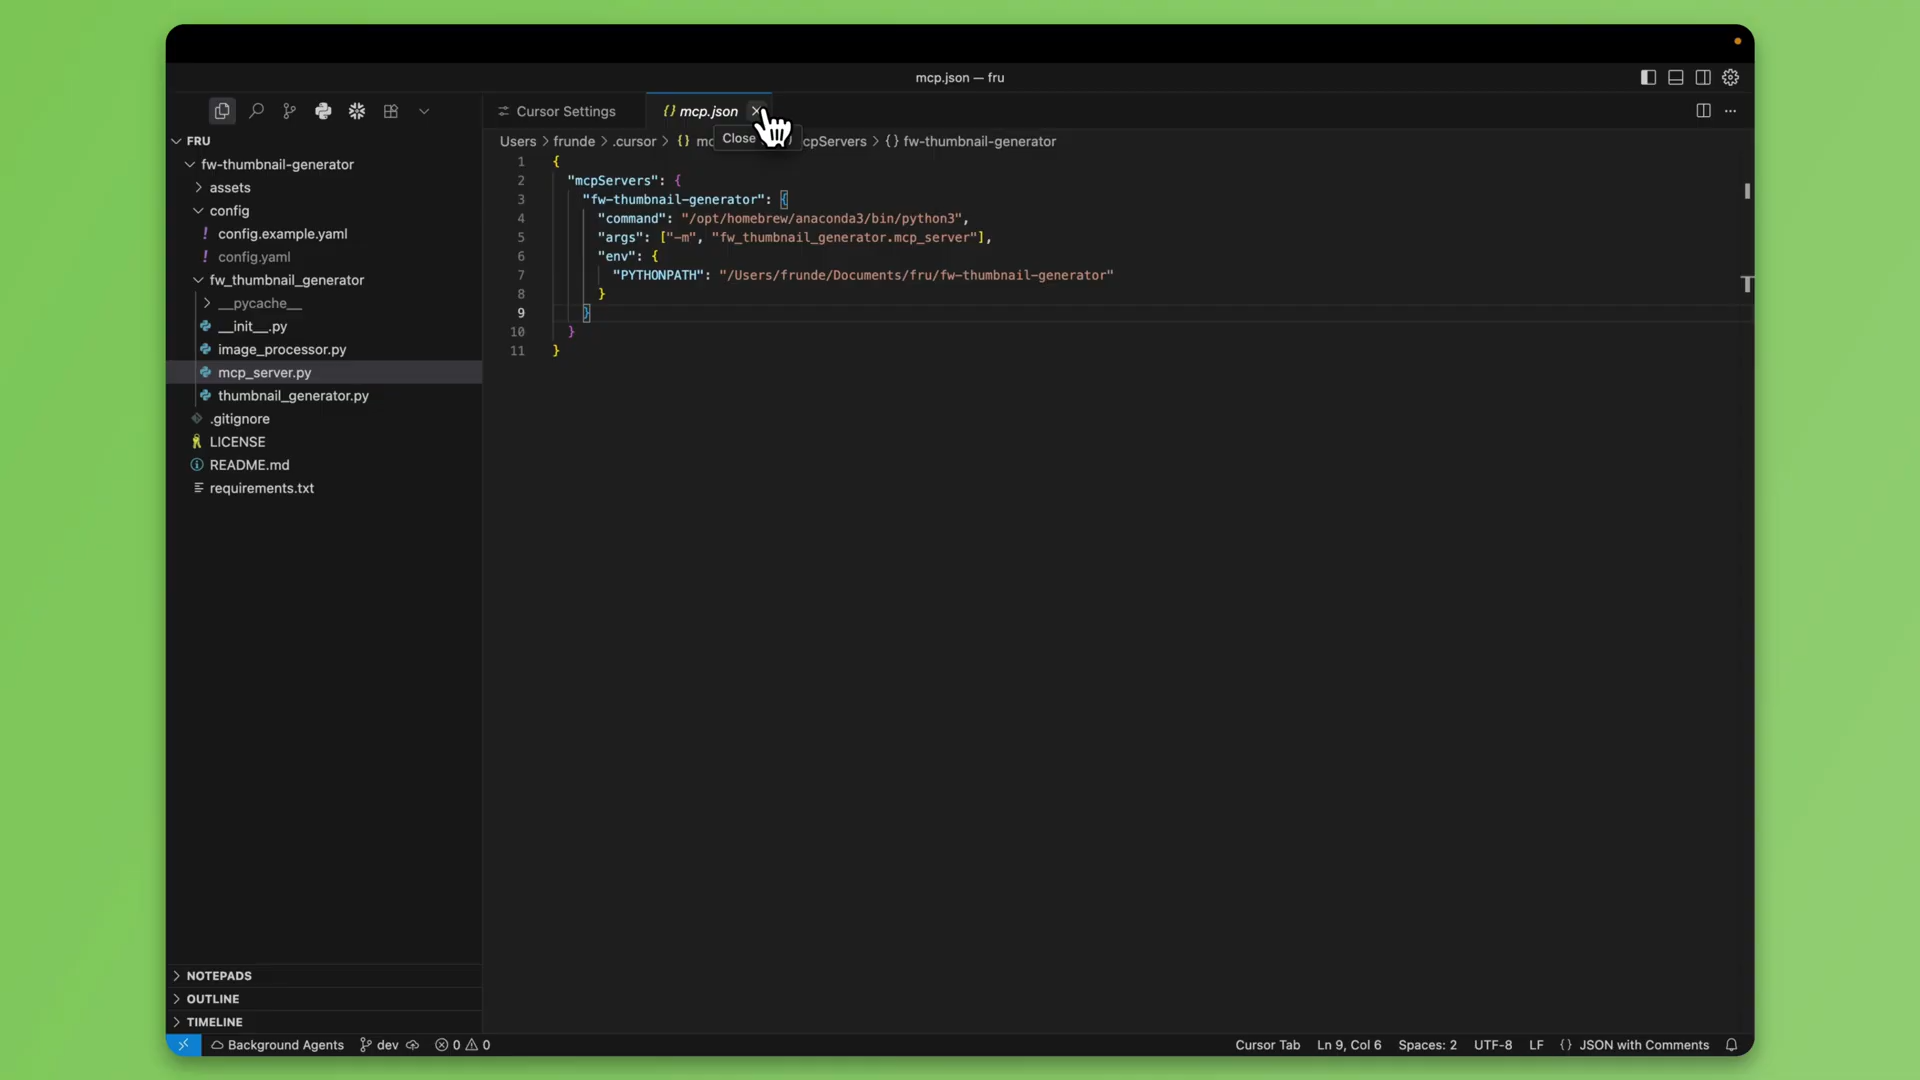 mcp.json — fru
Cursor Settings
{} mcp.json
Close
Users > frunde > .cursor > {} mc
cpServers > {} fw-thumbnail-generator
FRU
fw-thumbnail-generator
assets
config
! config.example.yaml
! config.yaml
fw_thumbnail_generator
__pycache__
__init__.py
image_processor.py
mcp_server.py
thumbnail_generator.py
.gitignore
LICENSE
README.md
requirements.txt
1 {
2 "mcpServers": {
3 "fw-thumbnail-generator": {
4 "command": "/opt/homebrew/anaconda3/bin/python3",
5 "args": ["-m", "fw_thumbnail_generator.mcp_server"],
6 "env": {
7 "PYTHONPATH": "/Users/frunde/Documents/fru/fw-thumbnail-generator"
8 }
9 }
10 }
11 }
NOTEPADS
OUTLINE
TIMELINE
Background Agents dev 0 0
Cursor Tab Ln 9, Col 6 Spaces: 2 UTF-8 LF {} JSON with Comments